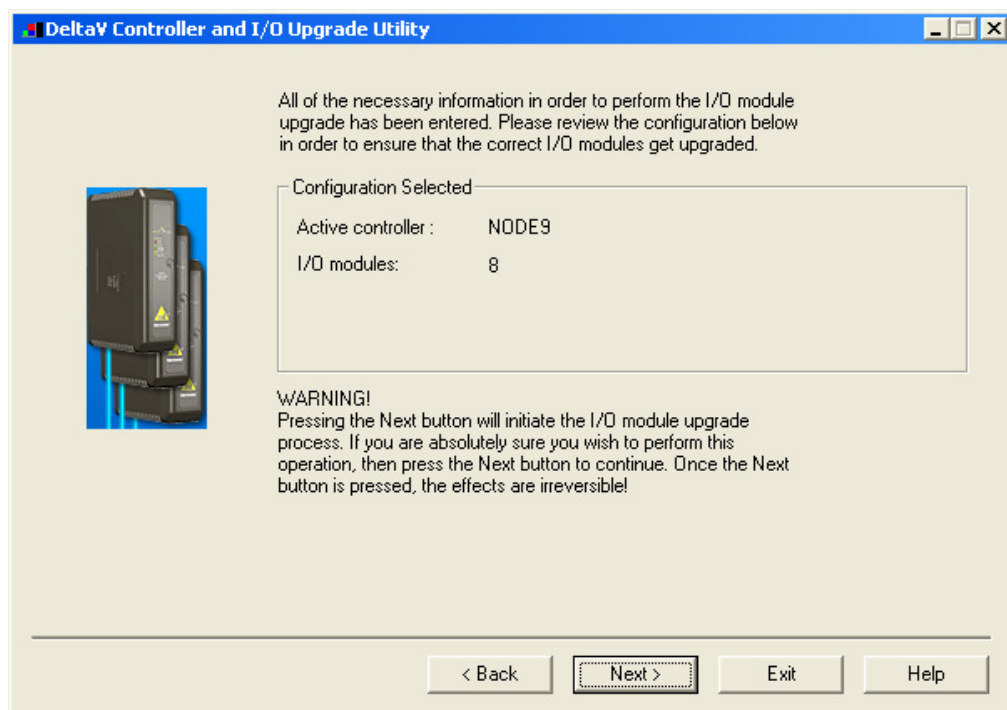 DeltaV Controller and I/O Upgrade Utility
All of the necessary information in order to perform the I/O module
upgrade has been entered. Please review the configuration below
in order to ensure that the correct I/O modules get upgraded.
Configuration Selected
Active controller : NODE9
I/O modules: 8
WARNING!
Pressing the Next button will initiate the I/O module upgrade
process. If you are absolutely sure you wish to perform this
operation, then press the Next button to continue. Once the Next
button is pressed, the effects are irreversible!
< Back Next > Exit Help